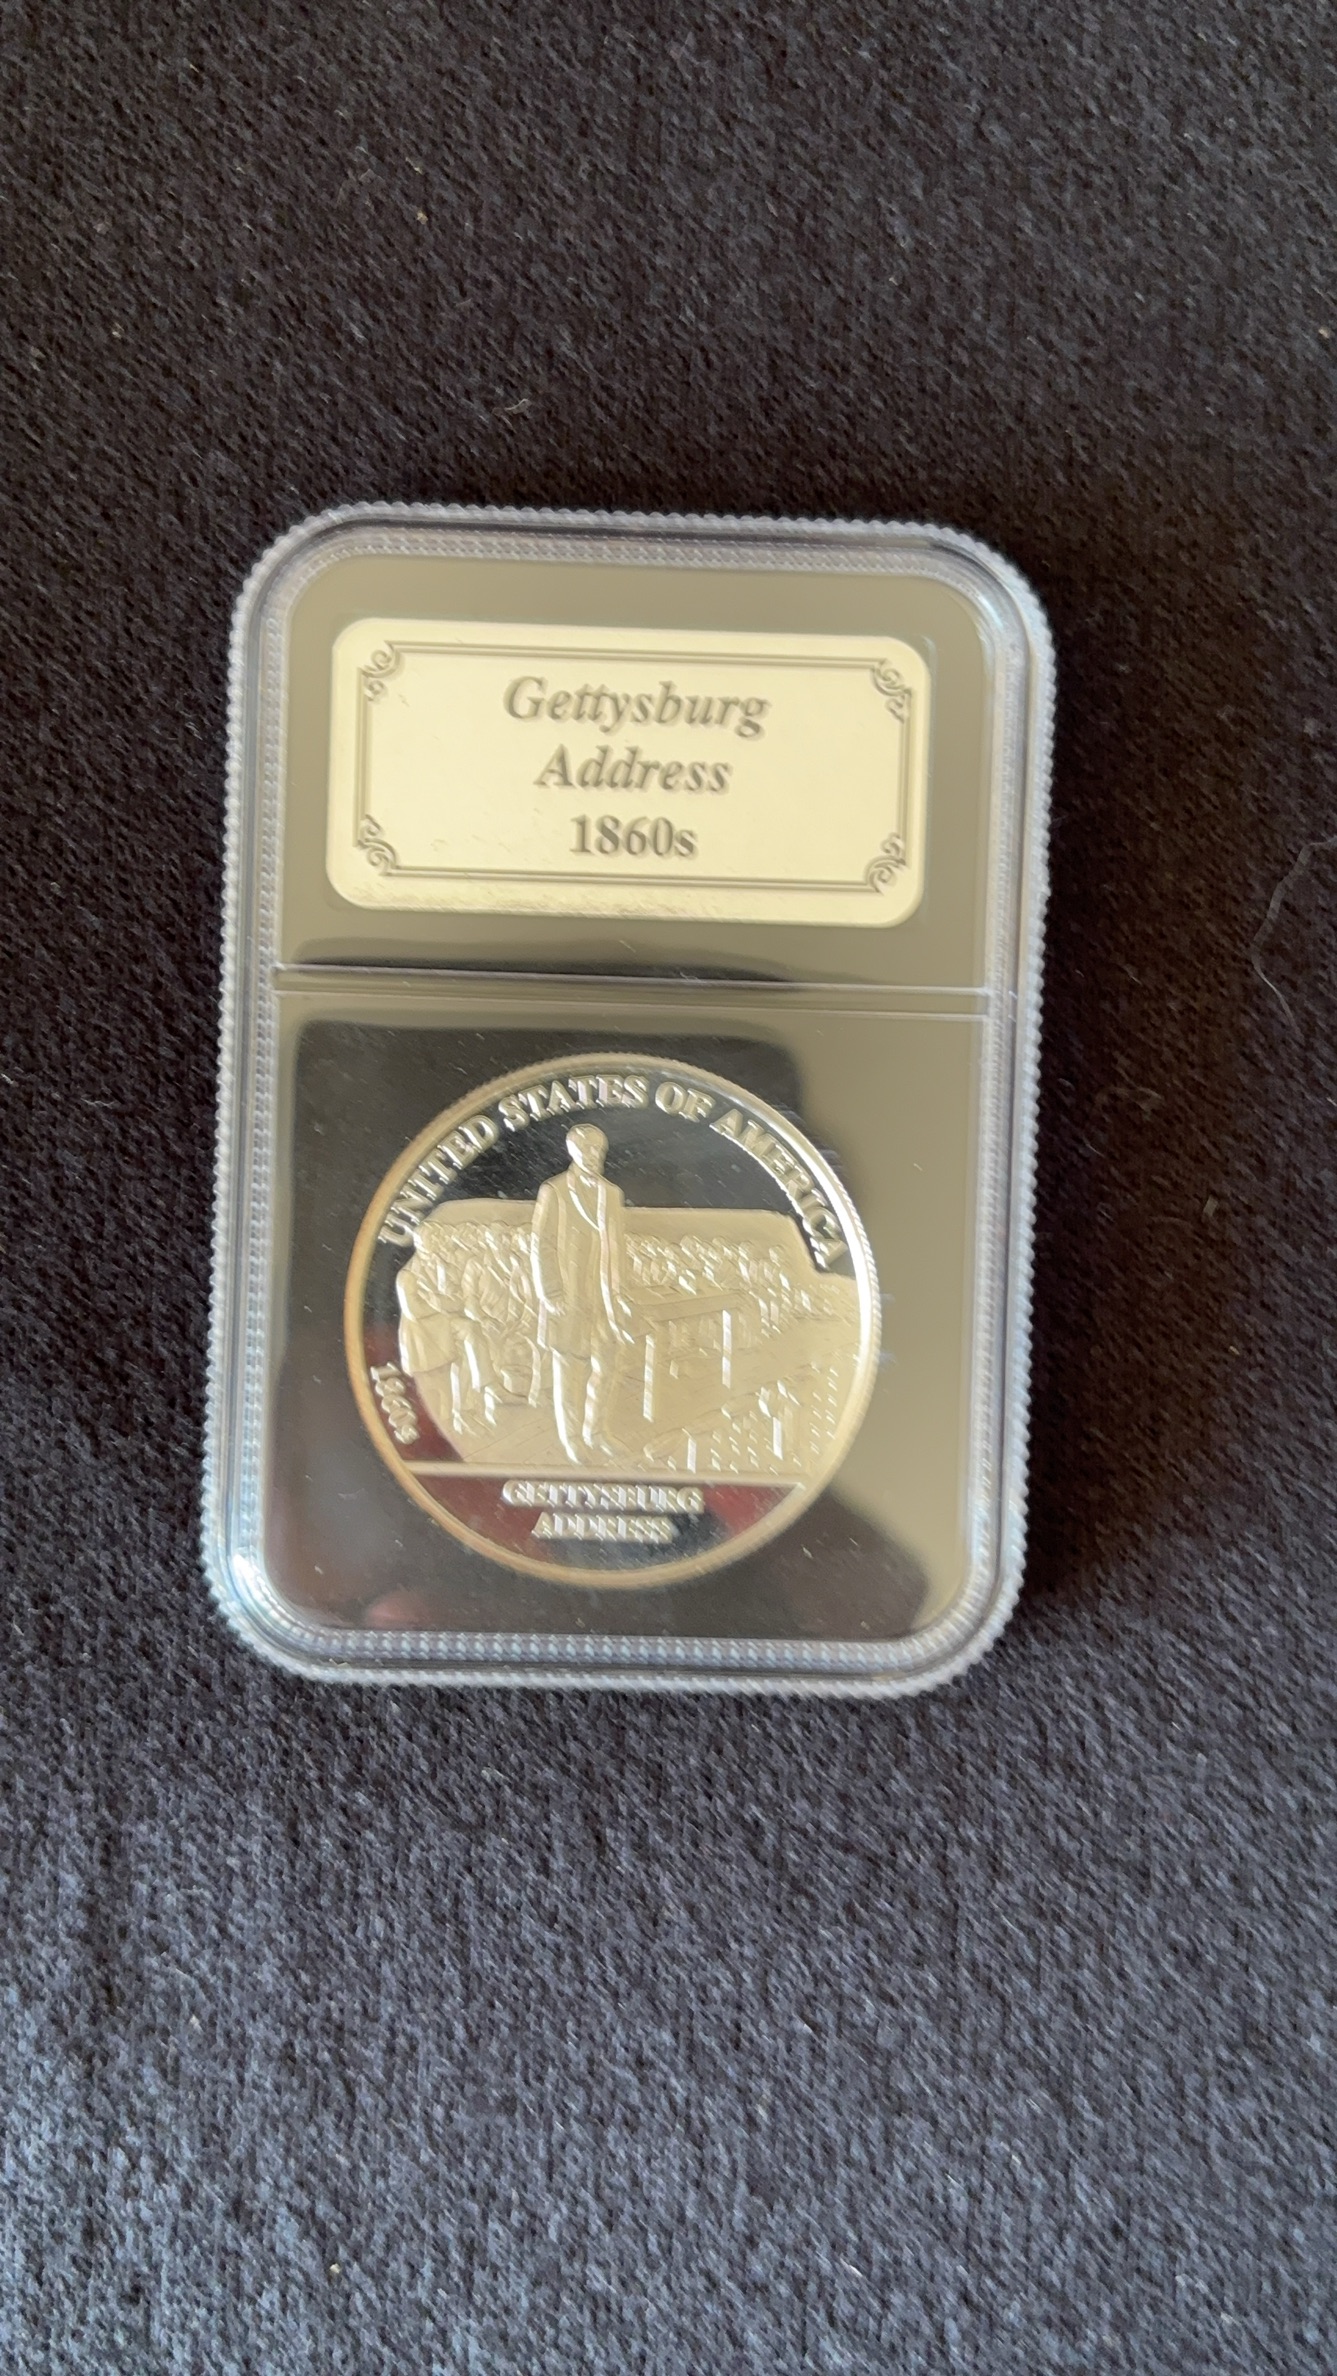 Gettysburg
Address
1860s
UNITED STATES OF AMERICA
1860s
GETTYSBURG
ADDRESS